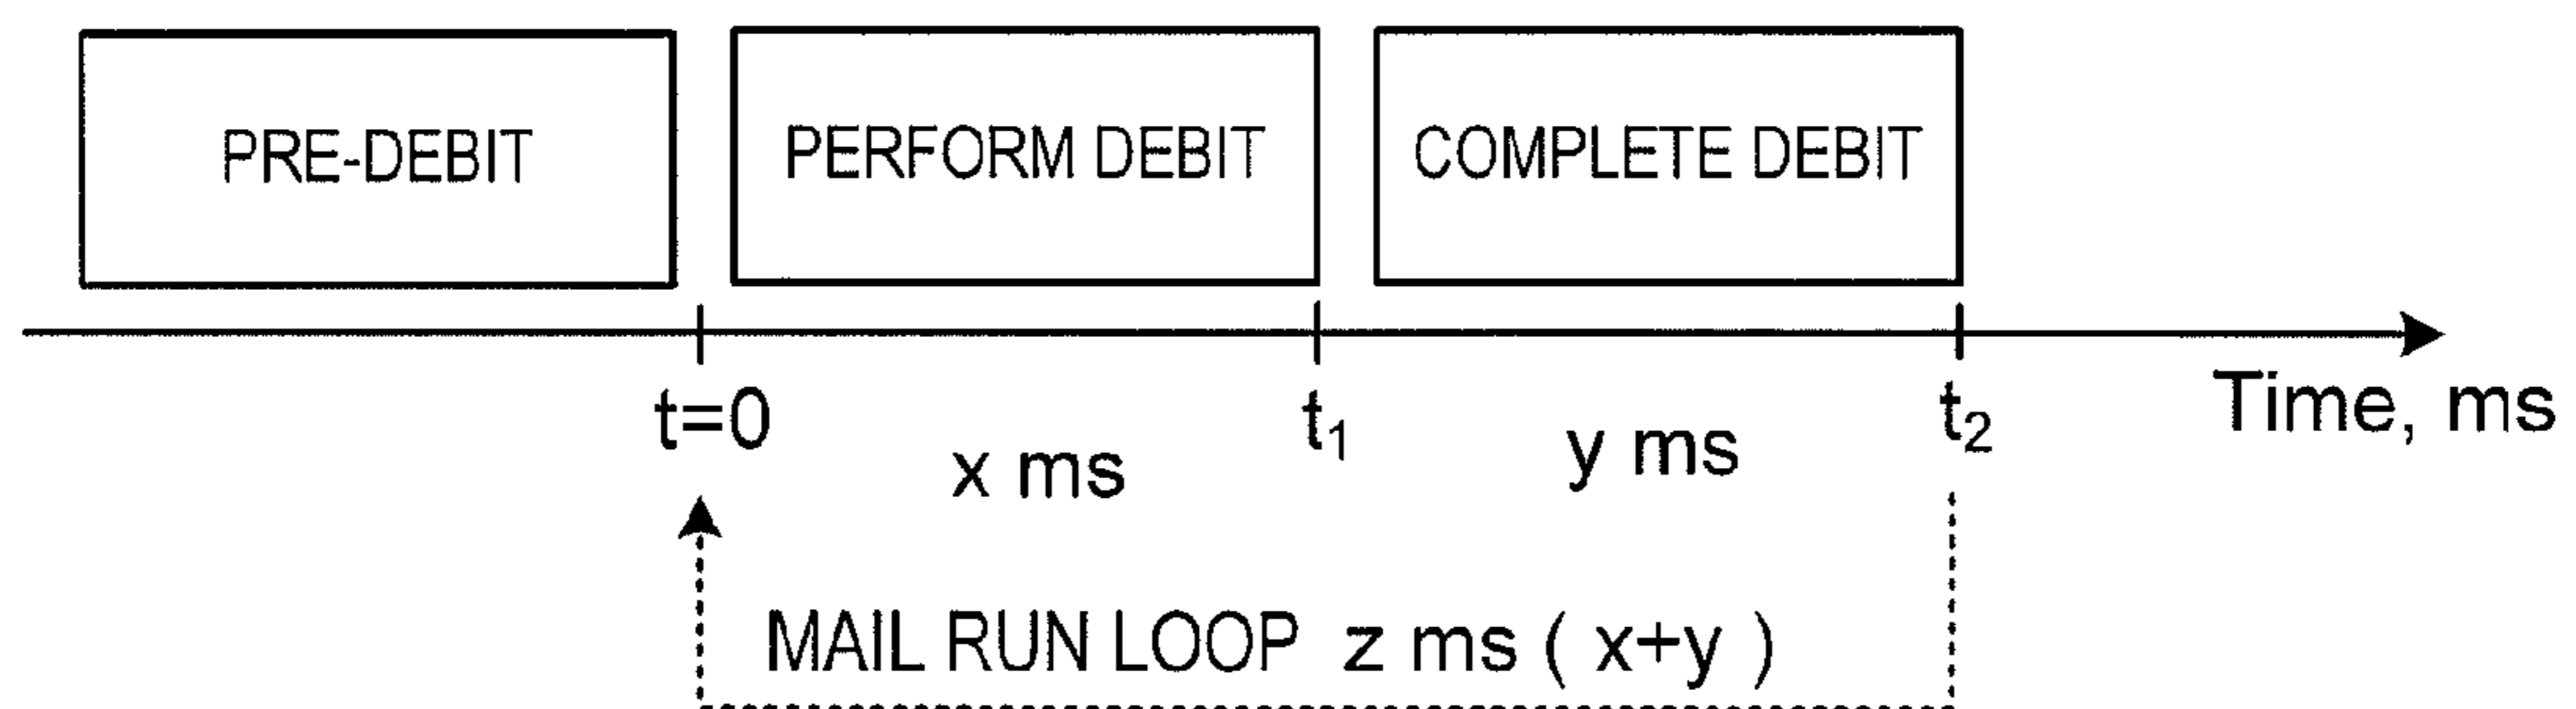 PRE-DEBIT
PERFORM DEBIT
COMPLETE DEBIT
t=0
t₁
t₂
Time, ms
x ms
y ms
MAIL RUN LOOP z ms ( x+y )